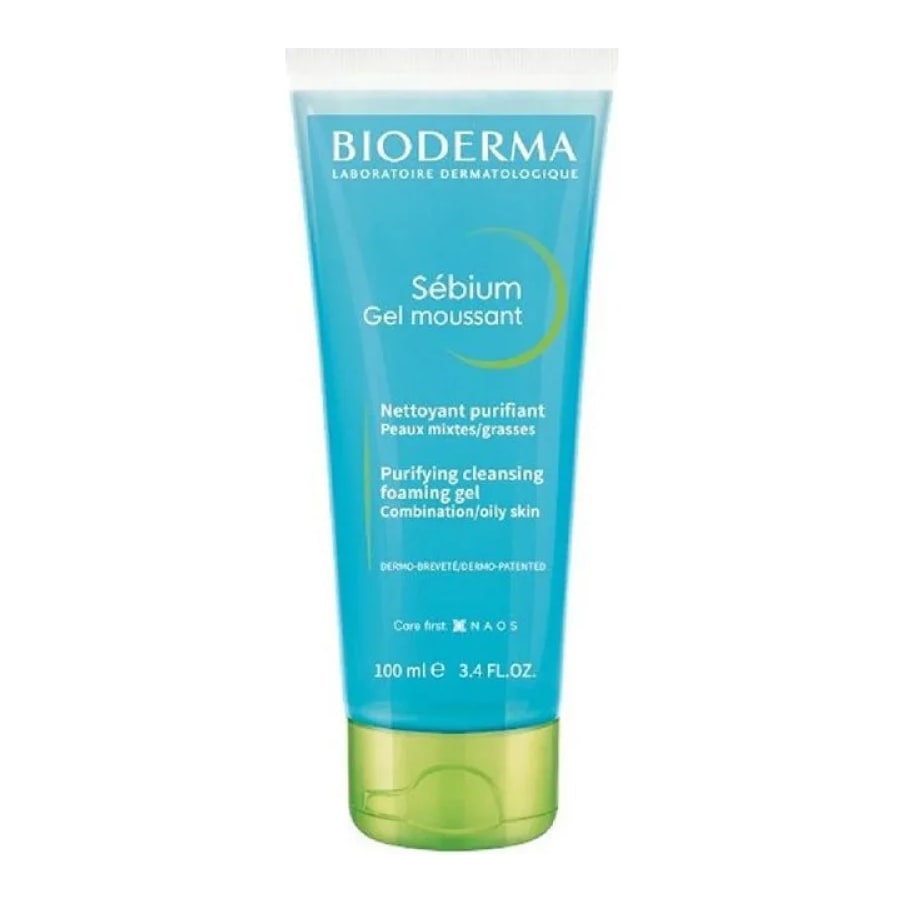 BIODERMA
LABORATOIRE DERMATOLOGIQUE
Sébium
Gel moussant
Nettoyant purifiant
Peaux mixtes/grasses
Purifying cleansing
foaming gel
Combination/oily skin
DERMO-BREVETÉ/DERMO-PATENTED
Care first NAOS
100 ml ℮ 3.4 FL.OZ.